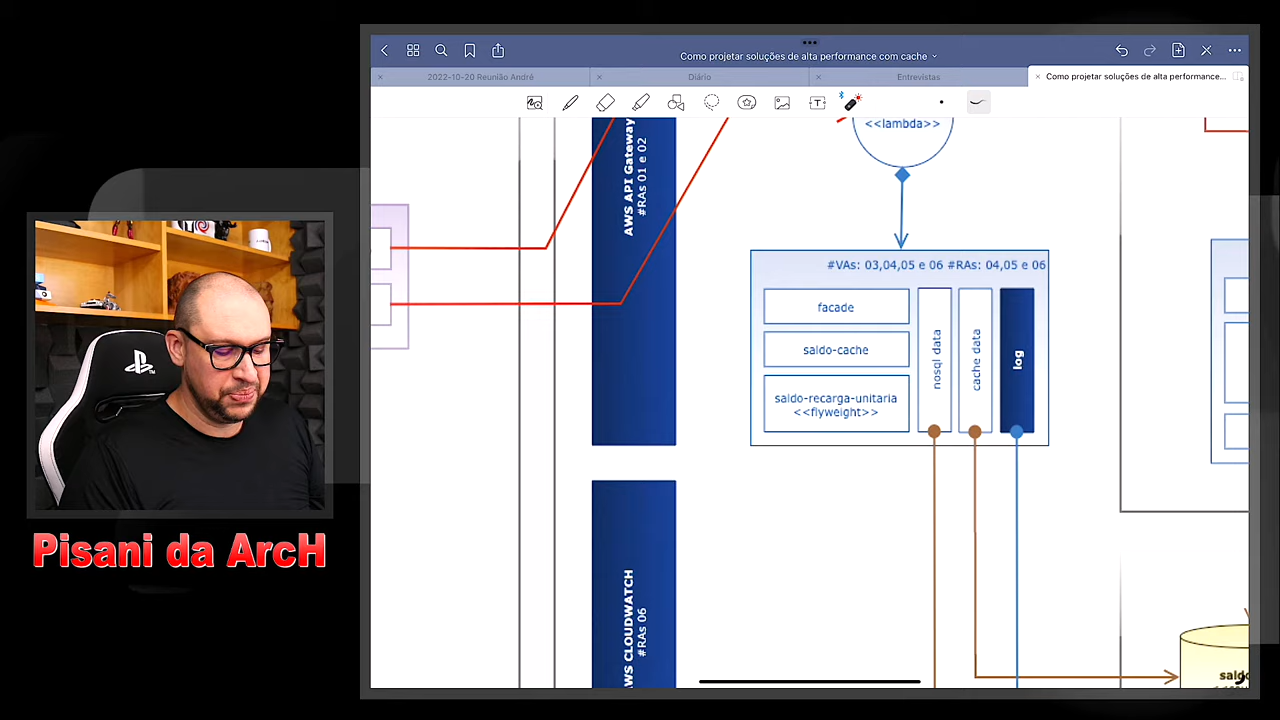 Como projetar soluções de alta performance com cache
2022-10-20 Reunião André
Diário
Entrevistas
Como projetar soluções de alta performance...
<<lambda>>
AWS API Gateway
#RAs 01 e 02
#VAs: 03,04,05 e 06 #RAs: 04,05 e 06
facade
saldo-cache
saldo-recarga-unitaria
<<flyweight>>
nosql data
cache data
log
WS CLOUDWATCH
#RAs 06
Pisani da ArcH